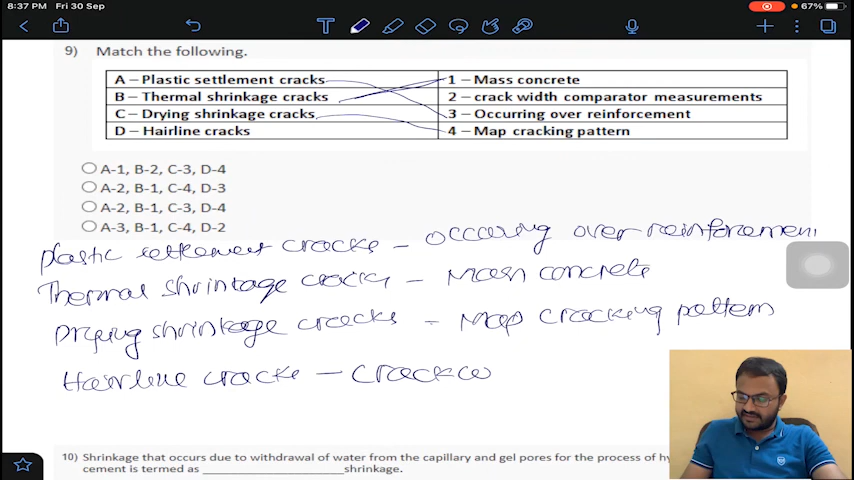 8:37 PM Fri 30 Sep
67%
9) Match the following.
A – Plastic settlement cracks 1 – Mass concrete
B – Thermal shrinkage cracks 2 – crack width comparator measurements
C – Drying shrinkage cracks 3 – Occurring over reinforcement
D – Hairline cracks 4 – Map cracking pattern
A-1, B-2, C-3, D-4
A-2, B-1, C-4, D-3
A-2, B-1, C-3, D-4
A-3, B-1, C-4, D-2
plastic settlement cracks – occuring over reinforcement
Thermal shrintage cracks – Mass concrete
Drying shrinkage cracks – Map cracking pattern
Hairline cracks – crack w
10) Shrinkage that occurs due to withdrawal of water from the capillary and gel pores for the process of hy
cement is termed as ____________________ shrinkage.